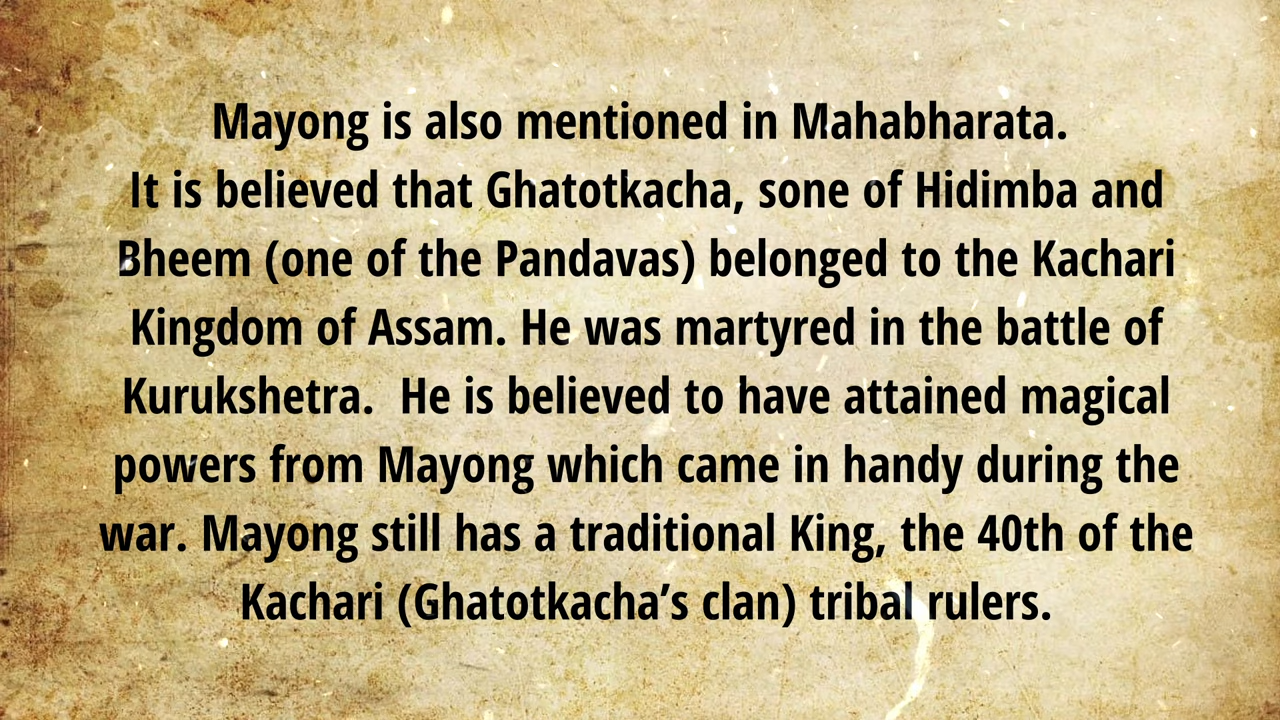 Mayong is also mentioned in Mahabharata.
It is believed that Ghatotkacha, sone of Hidimba and
Bheem (one of the Pandavas) belonged to the Kachari
Kingdom of Assam. He was martyred in the battle of
Kurukshetra.  He is believed to have attained magical
powers from Mayong which came in handy during the
war. Mayong still has a traditional King, the 40th of the
Kachari (Ghatotkacha’s clan) tribal rulers.